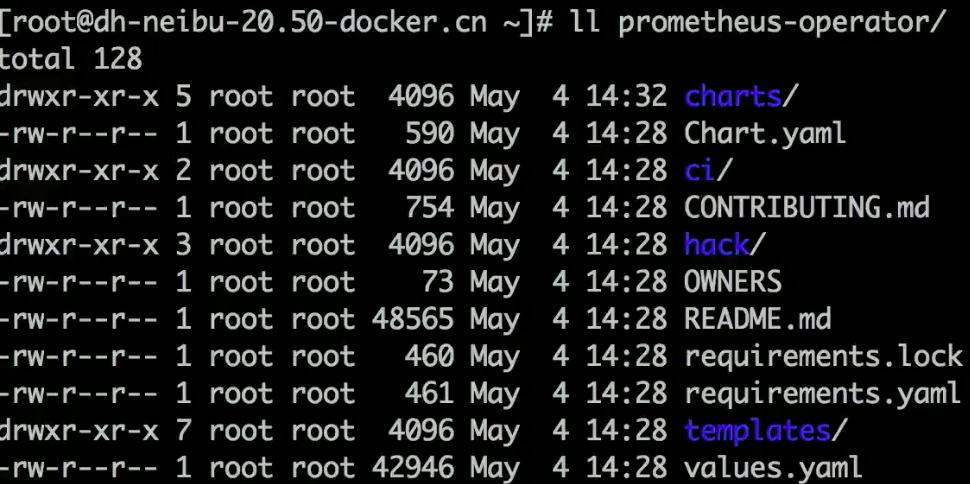 [root@dh-neibu-20.50-docker.cn ~]# ll prometheus-operator/
total 128
drwxr-xr-x 5 root root  4096 May  4 14:32 charts/
-rw-r--r-- 1 root root   590 May  4 14:28 Chart.yaml
drwxr-xr-x 2 root root  4096 May  4 14:28 ci/
-rw-r--r-- 1 root root   754 May  4 14:28 CONTRIBUTING.md
drwxr-xr-x 3 root root  4096 May  4 14:28 hack/
-rw-r--r-- 1 root root    73 May  4 14:28 OWNERS
-rw-r--r-- 1 root root 48565 May  4 14:28 README.md
-rw-r--r-- 1 root root   460 May  4 14:28 requirements.lock
-rw-r--r-- 1 root root   461 May  4 14:28 requirements.yaml
drwxr-xr-x 7 root root  4096 May  4 14:28 templates/
-rw-r--r-- 1 root root 42946 May  4 14:28 values.yaml